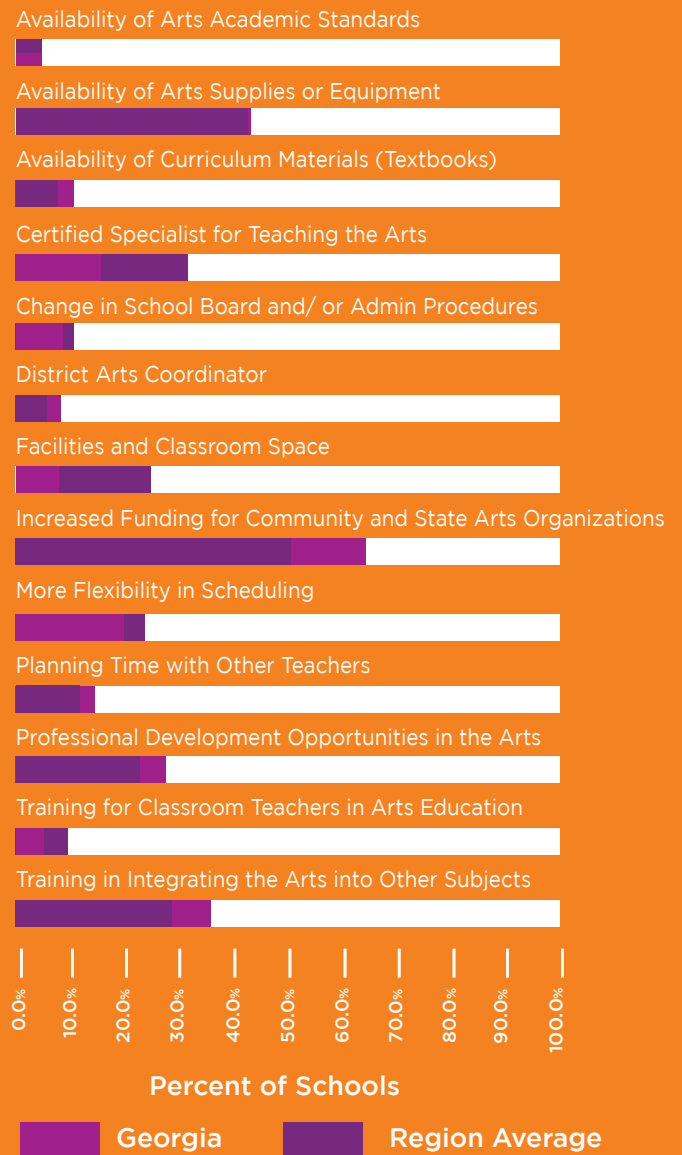 Availability of Arts Academic Standards
Availability of Arts Supplies or Equipment
Availability of Curriculum Materials (Textbooks)
Certified Specialist for Teaching the Arts
Change in School Board and/ or Admin Procedures
District Arts Coordinator
Facilities and Classroom Space
Increased Funding for Community and State Arts Organizations
More Flexibility in Scheduling
Planning Time with Other Teachers
Professional Development Opportunities in the Arts
Training for Classroom Teachers in Arts Education
Training in Integrating the Arts into Other Subjects
0.0% 10.0% 20.0% 30.0% 40.0% 50.0% 60.0% 70.0% 80.0% 90.0% 100.0%
Percent of Schools
Georgia Region Average